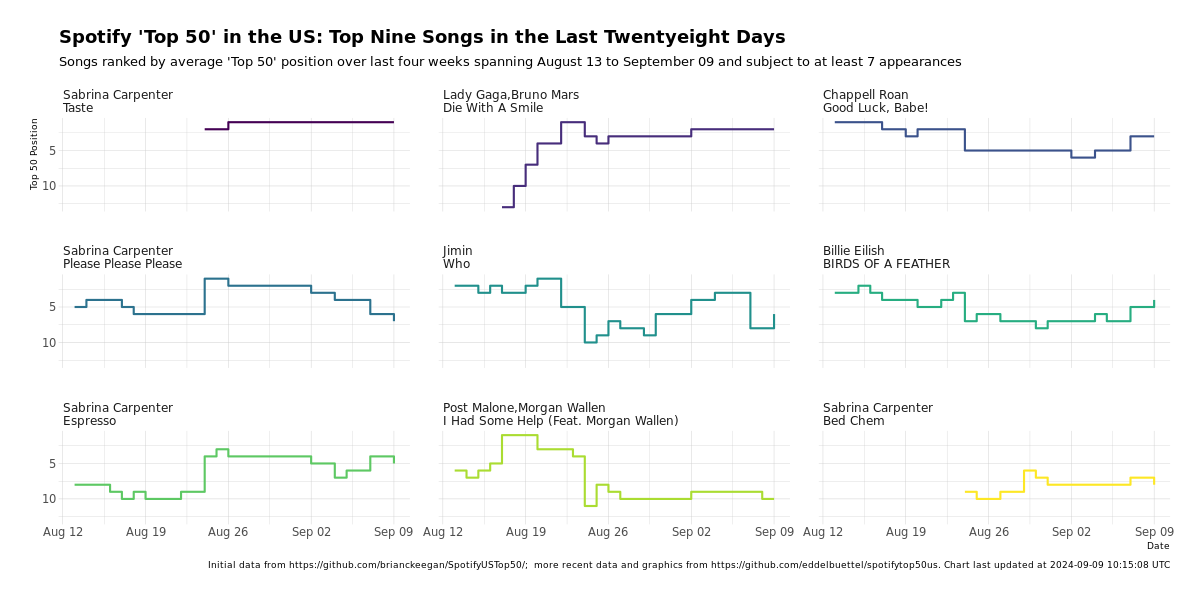 Spotify 'Top 50' in the US: Top Nine Songs in the Last Twentyeight Days
Songs ranked by average 'Top 50' position over last four weeks spanning August 13 to September 09 and subject to at least 7 appearances
Sabrina Carpenter
Taste
Lady Gaga,Bruno Mars
Die With A Smile
Chappell Roan
Good Luck, Babe!
Top 50 Position
5
10
Sabrina Carpenter
Please Please Please
Jimin
Who
Billie Eilish
BIRDS OF A FEATHER
5
10
Sabrina Carpenter
Espresso
Post Malone,Morgan Wallen
I Had Some Help (Feat. Morgan Wallen)
Sabrina Carpenter
Bed Chem
5
10
Aug 12 Aug 19 Aug 26 Sep 02 Sep 09 Aug 12 Aug 19 Aug 26 Sep 02 Sep 09 Aug 12 Aug 19 Aug 26 Sep 02 Sep 09
Date
Initial data from https://github.com/brianckeegan/SpotifyUSTop50/;  more recent data and graphics from https://github.com/eddelbuettel/spotifytop50us. Chart last updated at 2024-09-09 10:15:08 UTC